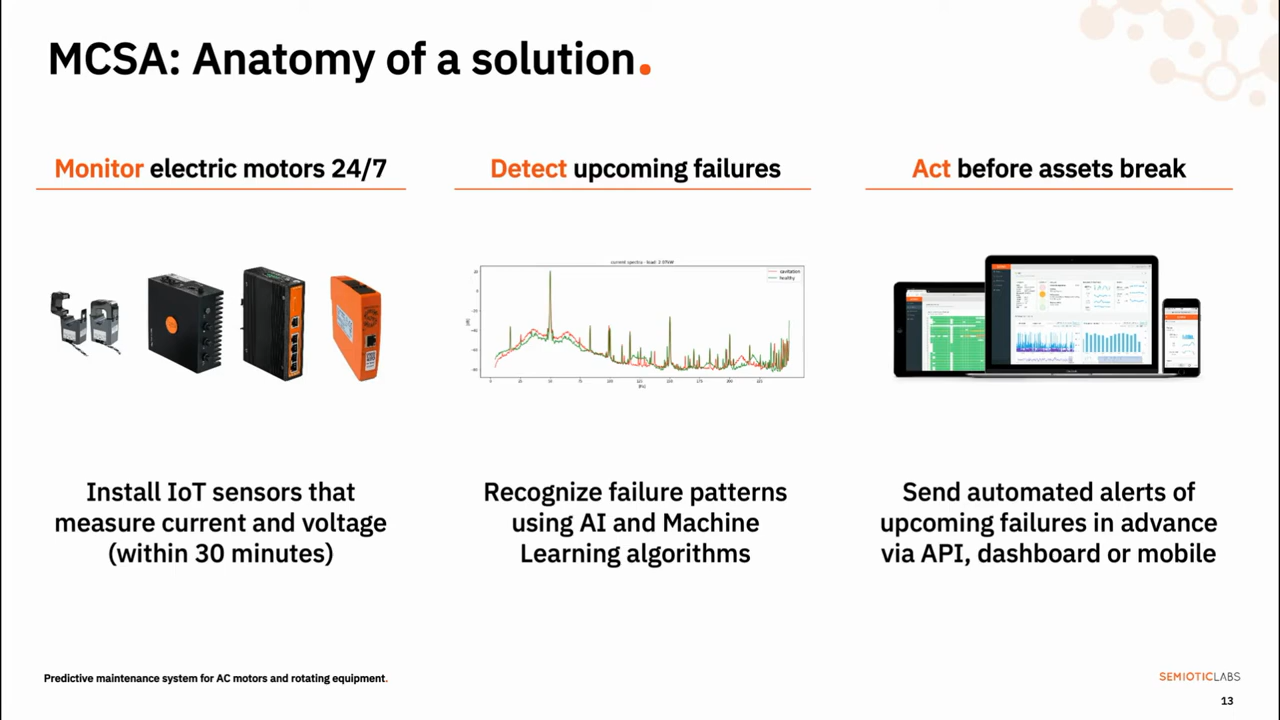 MCSA: Anatomy of a solution.
Monitor electric motors 24/7
Detect upcoming failures
Act before assets break
cavitation
healthy
Install IoT sensors that
measure current and voltage
(within 30 minutes)
Recognize failure patterns
using AI and Machine
Learning algorithms
Send automated alerts of
upcoming failures in advance
via API, dashboard or mobile
Predictive maintenance system for AC motors and rotating equipment.
SEMIOTICLABS
13